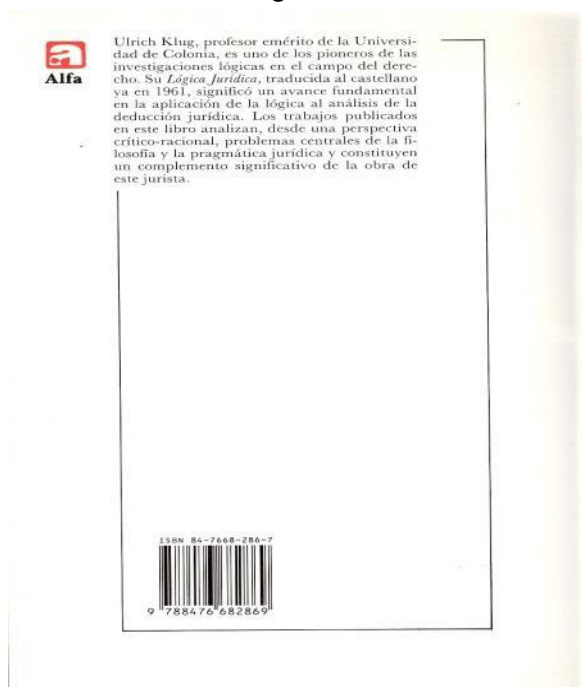 Ulrich Klug, profesor emérito de la Universi-
dad de Colonia, es uno de los pioneros de las
investigaciones lógicas en el campo del dere-
cho. Su Lógica Jurídica, traducida al castellano
ya en 1961, significó un avance fundamental
en la aplicación de la lógica al análisis de la
deducción jurídica. Los trabajos publicados
en este libro analizan, desde una perspectiva
crítico-racional, problemas centrales de la fi-
losofía y la pragmática jurídica y constituyen
un complemento significativo de la obra de
este jurista.
a
Alfa
ISBN 84-7668-286-7
9 788476 682869